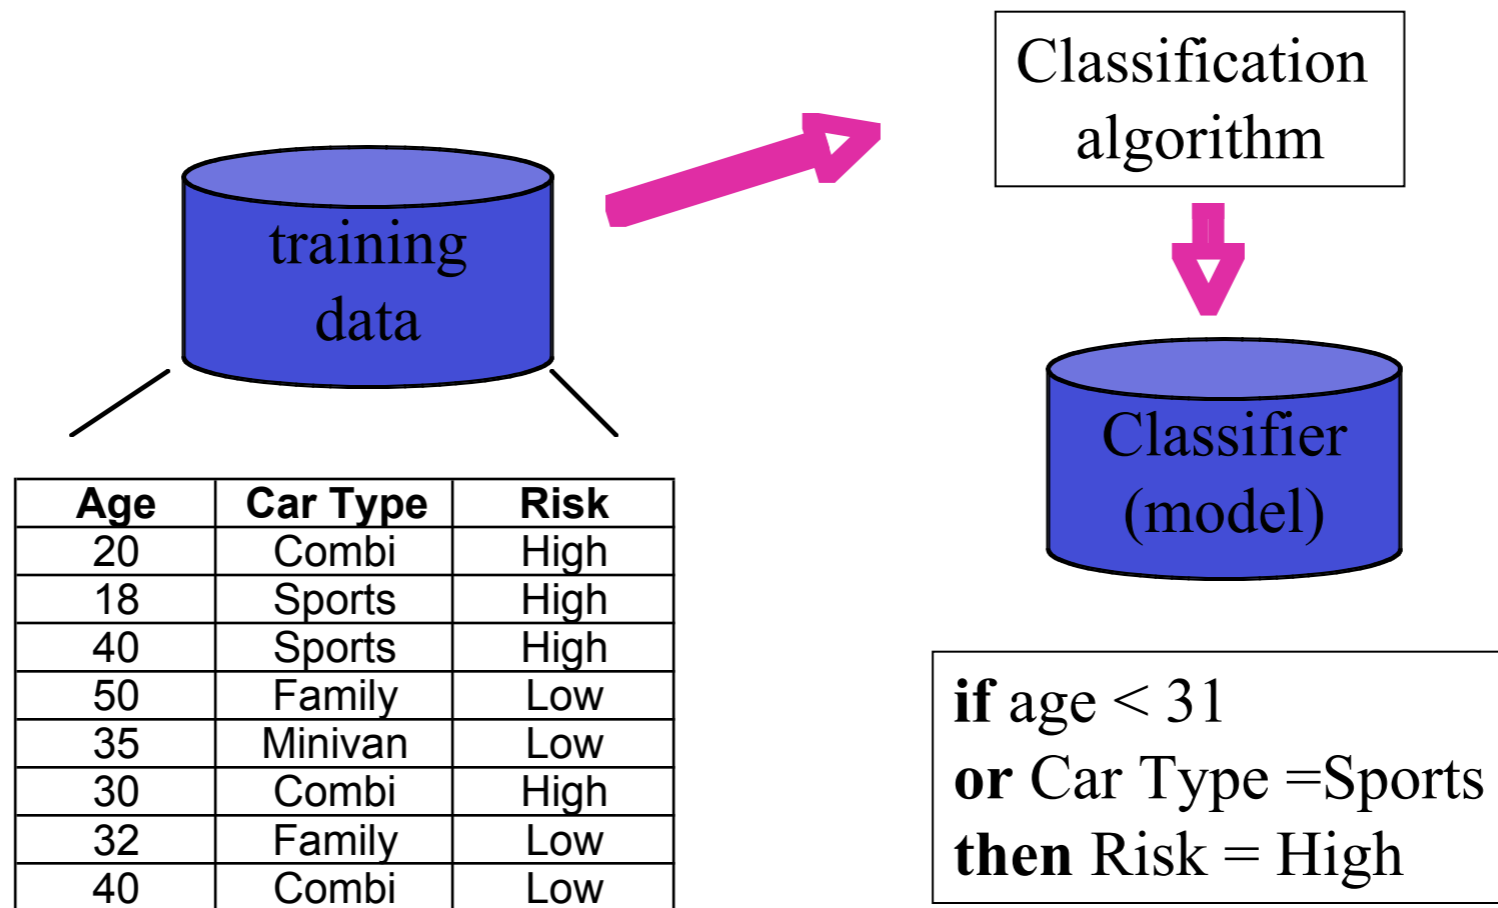 training
data
Classification
algorithm
Classifier
(model)
Age Car Type Risk
20 Combi High
18 Sports High
40 Sports High
50 Family Low
35 Minivan Low
30 Combi High
32 Family Low
40 Combi Low
if age < 31
or Car Type =Sports
then Risk = High